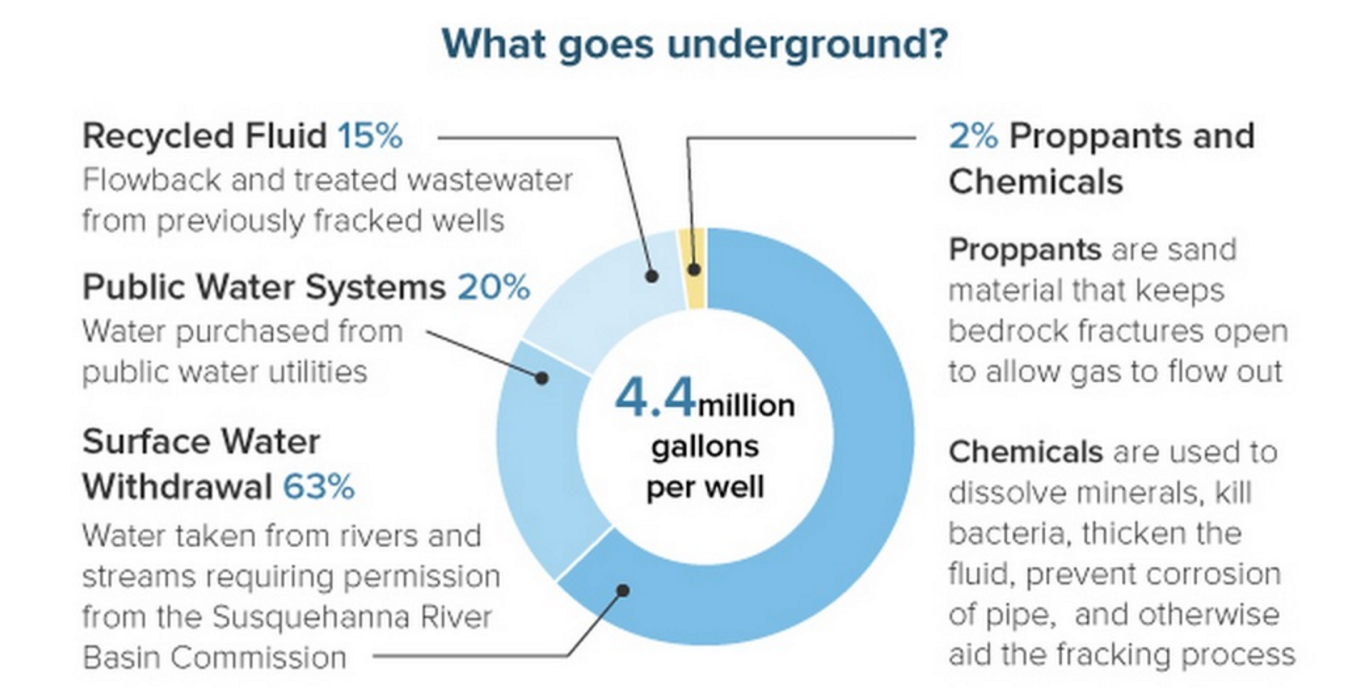 What goes underground?
Recycled Fluid 15%
Flowback and treated wastewater
from previously fracked wells
Public Water Systems 20%
Water purchased from
public water utilities
Surface Water
Withdrawal 63%
Water taken from rivers and
streams requiring permission
from the Susquehanna River
Basin Commission
4.4million
gallons
per well
2% Proppants and
Chemicals
Proppants are sand
material that keeps
bedrock fractures open
to allow gas to flow out
Chemicals are used to
dissolve minerals, kill
bacteria, thicken the
fluid, prevent corrosion
of pipe, and otherwise
aid the fracking process